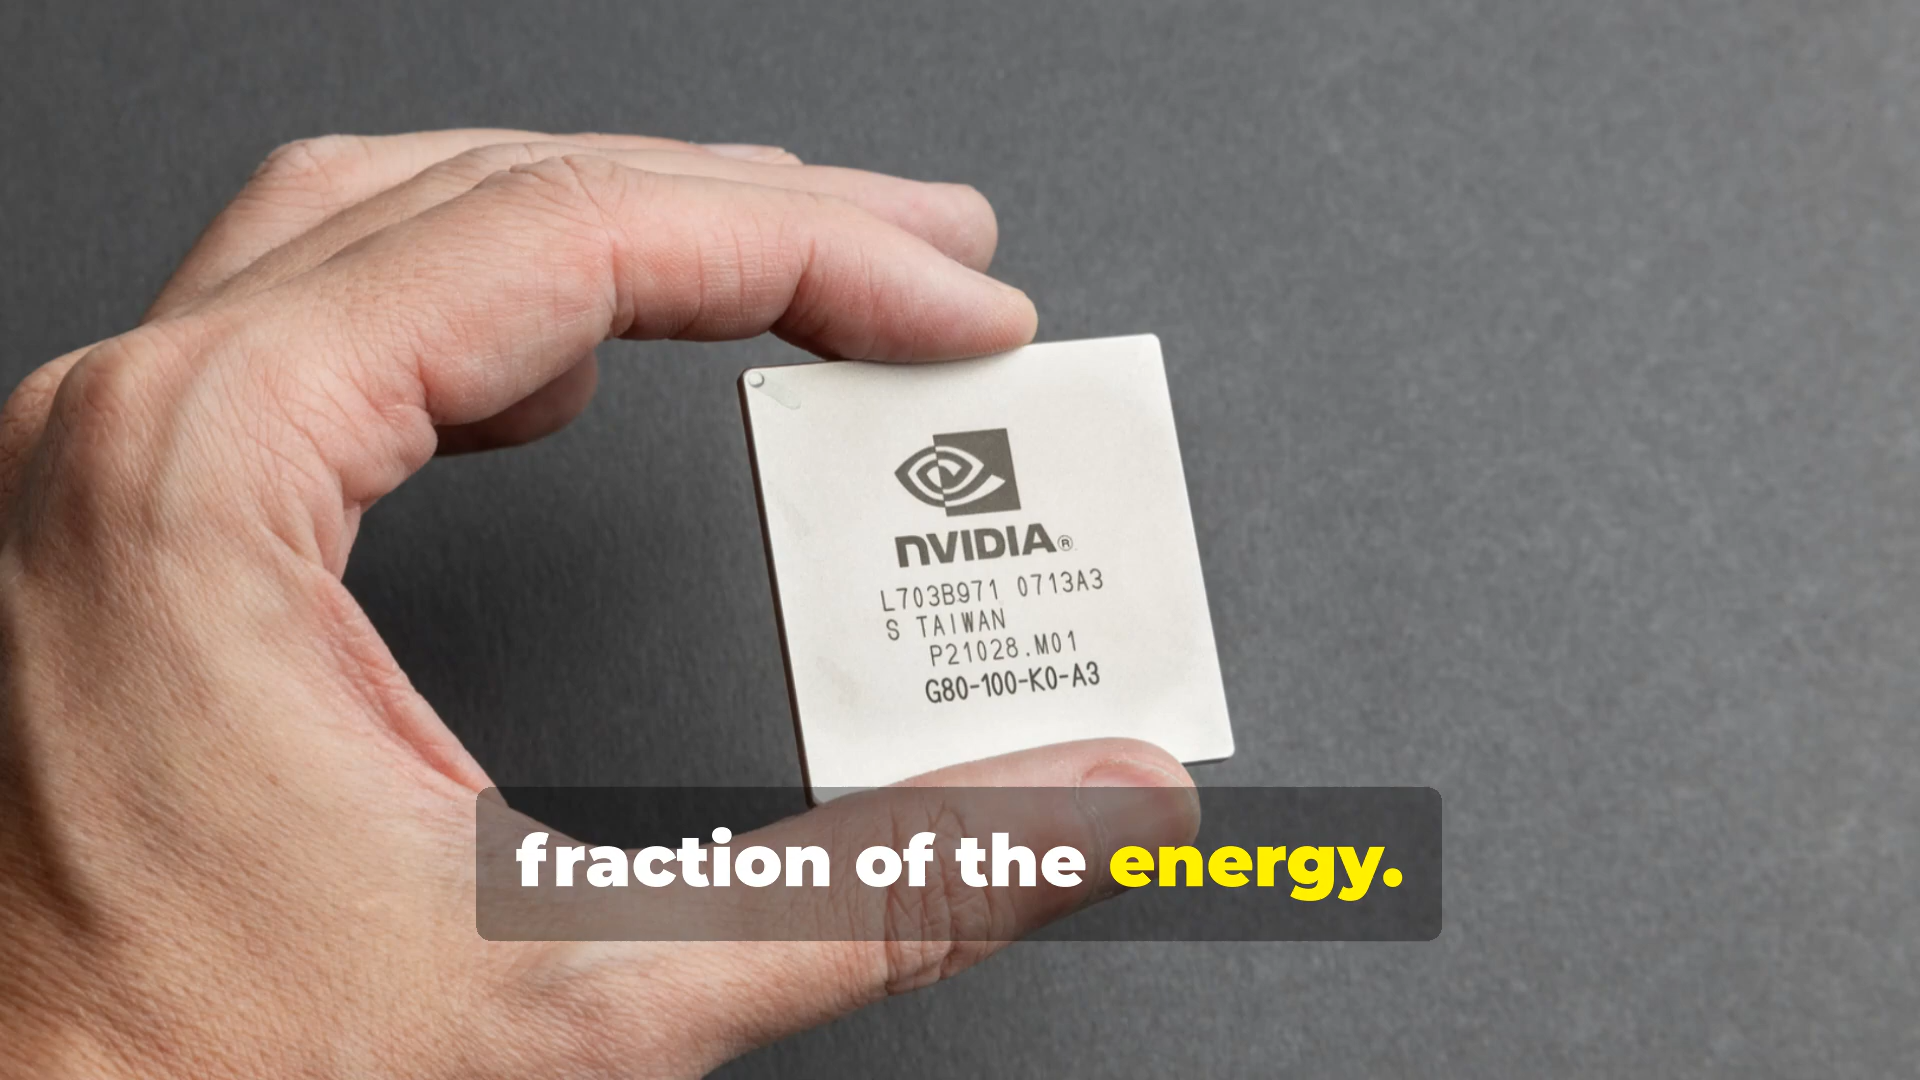 NVIDIA®
L703B971 0713A3
S TAIWAN
P21028.M01
G80-100-K0-A3
fraction of the energy.